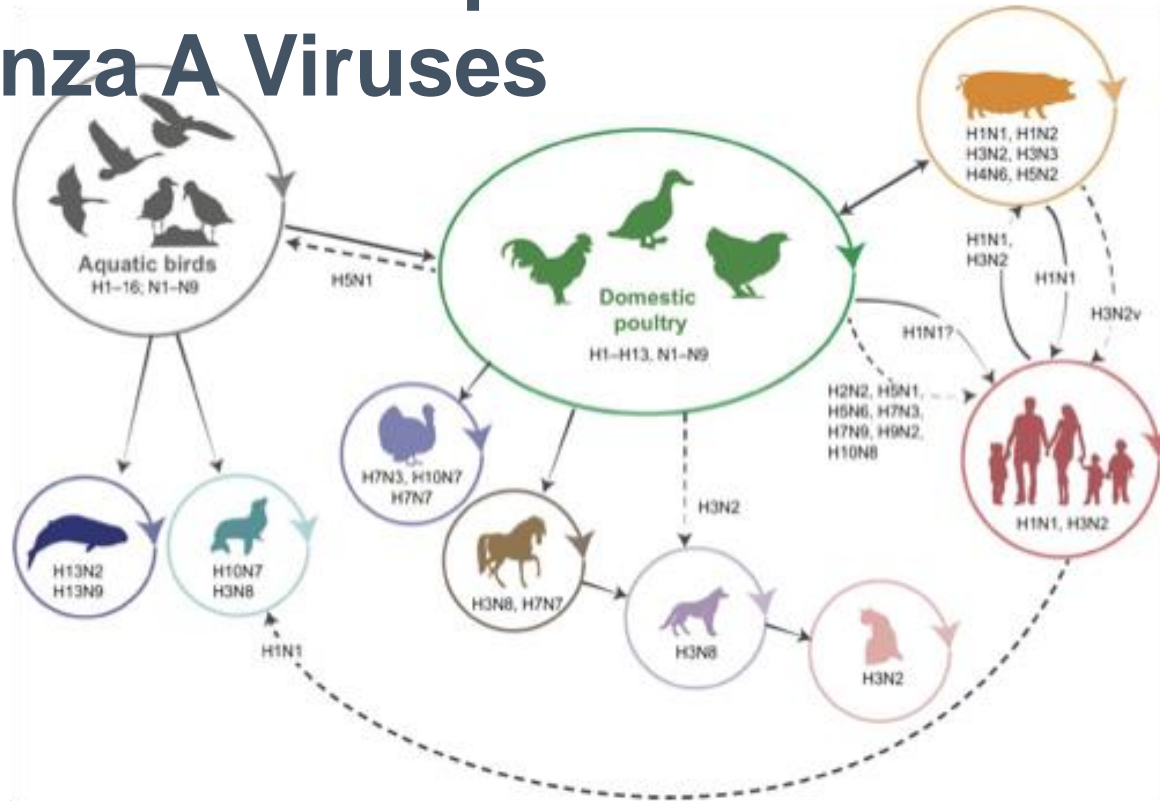 nza A Viruses
Aquatic birds
H1–16; N1–N9
H5N1
Domestic
poultry
H1–H13, N1–N9
H1N1, H1N2
H3N2, H3N3
H4N6, H5N2
H1N1,
H3N2
H1N1
H3N2v
H1N1?
H2N2, H5N1,
H5N6, H7N3,
H7N9, H9N2,
H10N8
H1N1, H3N2
H7N3, H10N7
H7N7
H3N8, H7N7
H3N2
H3N8
H3N2
H13N2
H13N9
H10N7
H3N8
H1N1